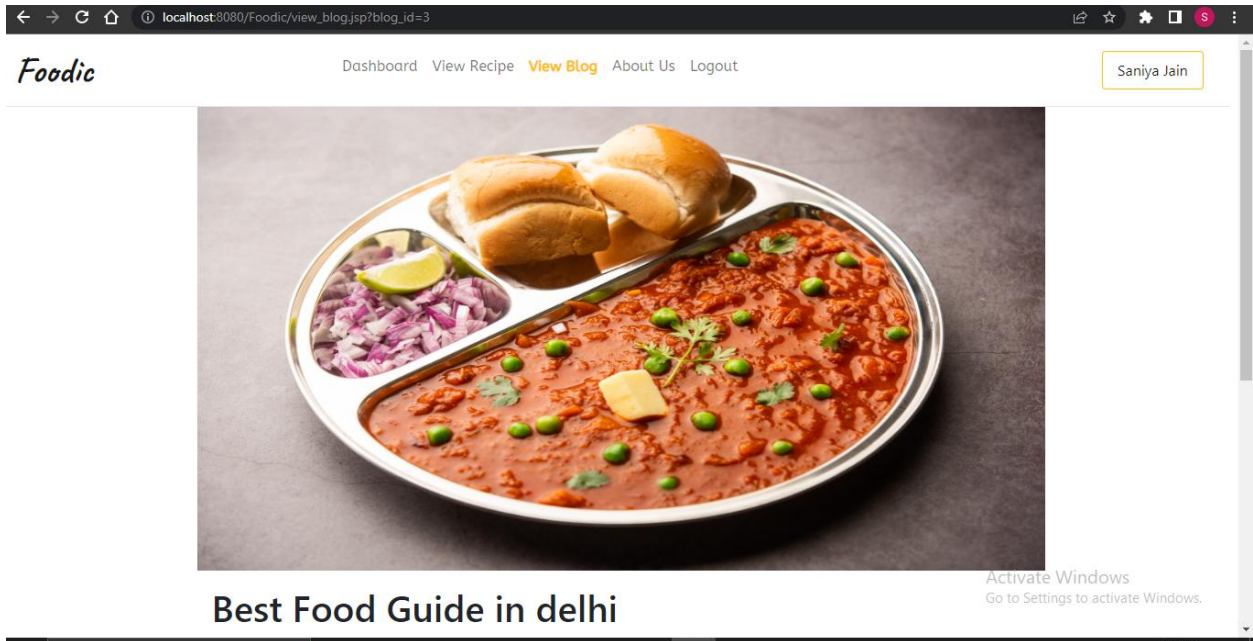 localhost:8080/Foodic/view_blog.jsp?blog_id=3
S
Foodic
Dashboard View Recipe View Blog About Us Logout
Saniya Jain
Best Food Guide in delhi
Activate Windows
Go to Settings to activate Windows.